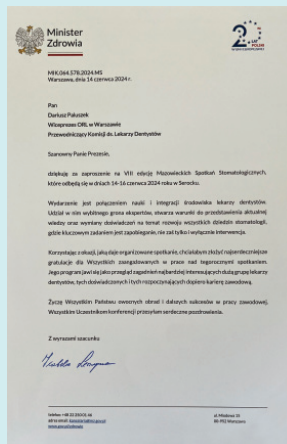 Minister
Zdrowia
2
LAT
POLSKI
MIK.064.578.2024.MS
Warszawa, dnia 14 czerwca 2024 r.
Pan
Dariusz Paluszek
Wiceprezes ORL w Warszawie
Przewodniczący Komisji ds. Lekarzy Dentystów
Szanowny Panie Prezesie,
dziękuję za zaproszenie na VIII edycję Mazowieckich Spotkań Stomatologicznych,
które odbędą się w dniach 14-16 czerwca 2024 roku w Serocku.
Wydarzenie jest połączeniem nauki i integracji środowiska lekarzy dentystów.
Udział w nim wybitnego grona ekspertów, stwarza warunki do przedstawienia aktualnej
wiedzy oraz wymiany doświadczeń na temat rozwoju wszystkich dziedzin stomatologii,
gdzie kluczowym zadaniem jest zapobieganie, nie zaś tylko i wyłącznie interwencja.
Korzystając z okazji, jaką daje organizowane spotkanie, chciałabym złożyć najserdeczniejsze
gratulacje dla Wszystkich zaangażowanych w prace nad tegorocznym spotkaniem.
Jego program jawi się jako przegląd zagadnień najbardziej interesujących dużą grupę lekarzy
dentystów, tych doświadczonych i tych rozpoczynających dopiero karierę zawodową.
Życzę Wszystkim Państwu owocnych obrad i dalszych sukcesów w pracy zawodowej.
Wszystkim Uczestnikom konferencji przesyłam serdeczne pozdrowienia.
Z wyrazami szacunku
ul. Miodowa 15
00-952 Warszawa